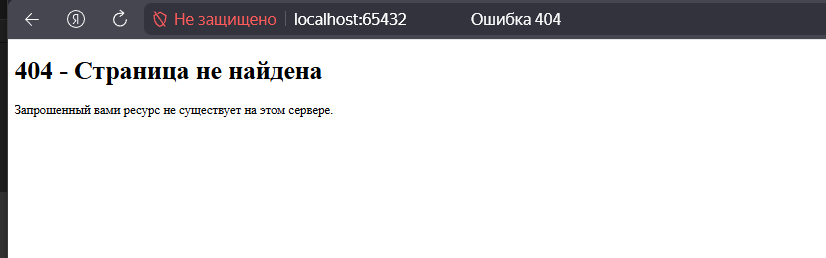 Не защищено localhost:65432 Ошибка 404
404 - Страница не найдена
Запрошенный вами ресурс не существует на этом сервере.